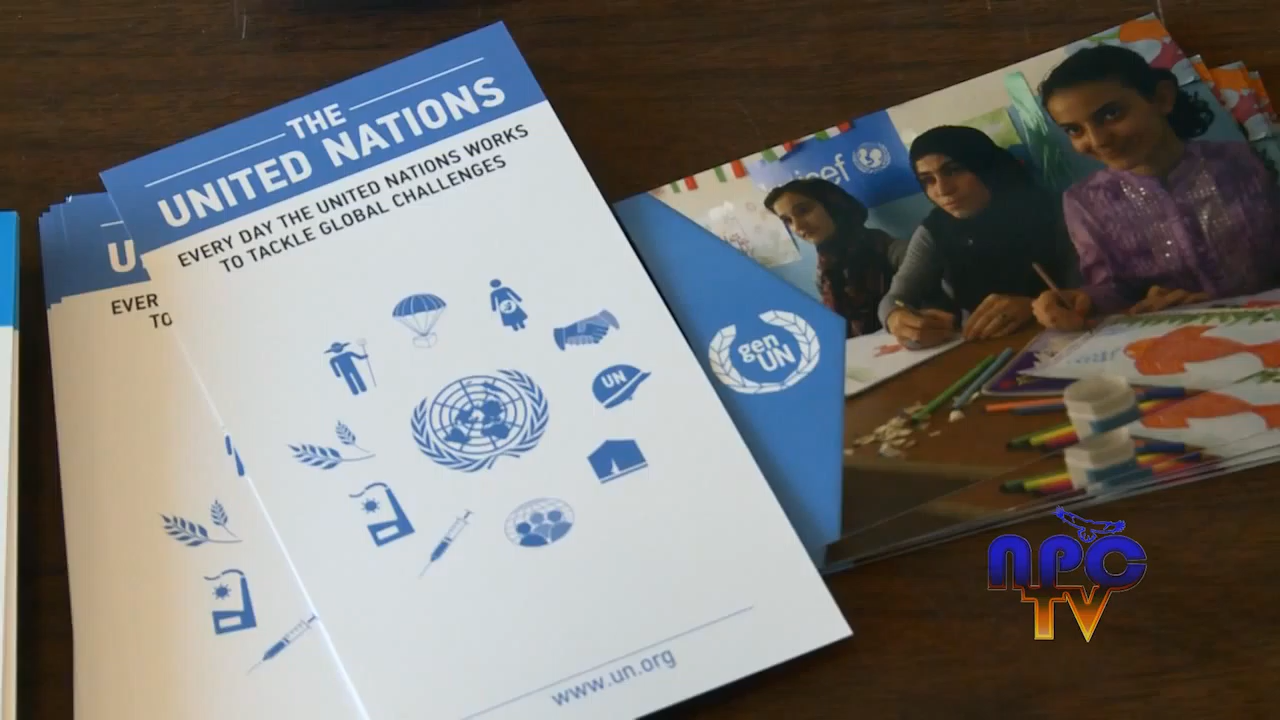 THE
UNITED NATIONS
EVERY DAY THE UNITED NATIONS WORKS
TO TACKLE GLOBAL CHALLENGES
UN
www.un.org
U
EVER
TO
unicef
gen
UN
NPC
TV